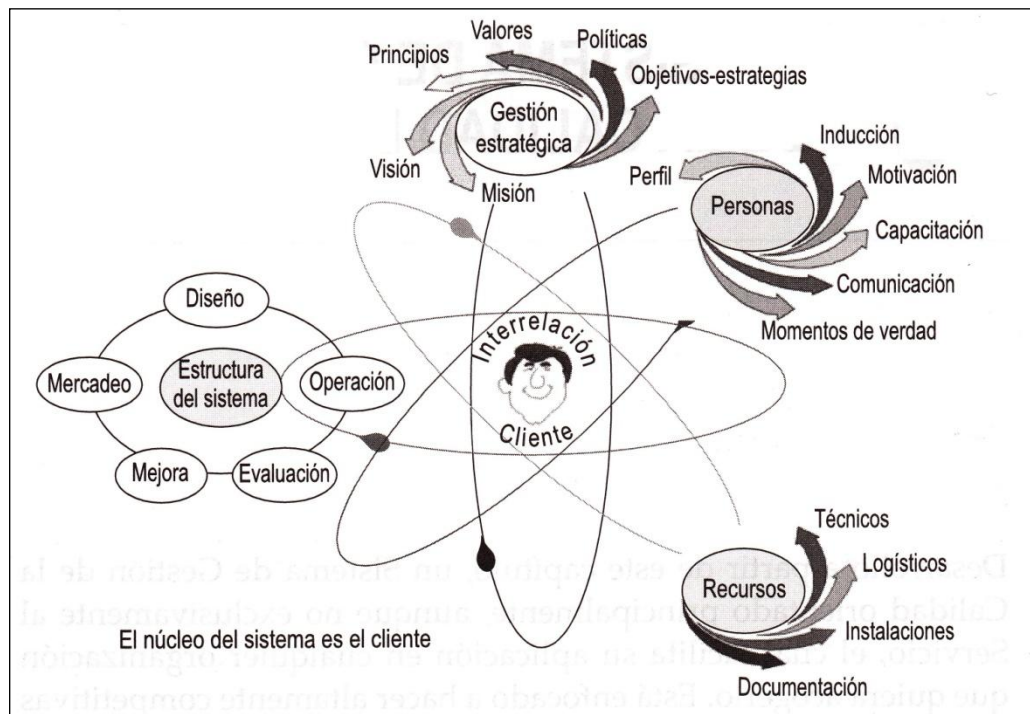 Valores
Políticas
Principios
Objetivos-estrategias
Gestión
estratégica
Visión
Misión
Inducción
Perfil
Motivación
Personas
Capacitación
Comunicación
Momentos de verdad
Diseño
Mercadeo
Estructura
del sistema
Operación
Mejora
Evaluación
Interrelación
Cliente
Técnicos
Logísticos
Recursos
Instalaciones
Documentación
El núcleo del sistema es el cliente